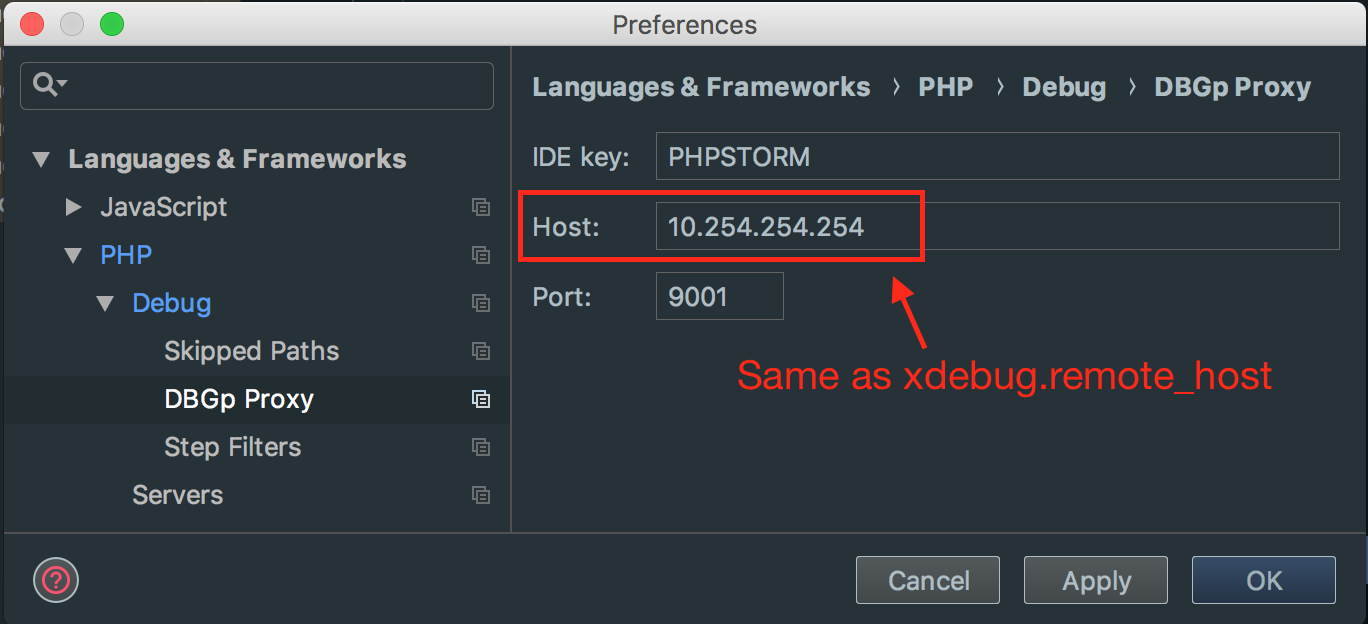 Preferences
Languages & Frameworks
JavaScript
PHP
Debug
Skipped Paths
DBGp Proxy
Step Filters
Servers
Languages & Frameworks › PHP › Debug › DBGp Proxy
IDE key: PHPSTORM
Host: 10.254.254.254
Port: 9001
Same as xdebug.remote_host
? Cancel Apply OK